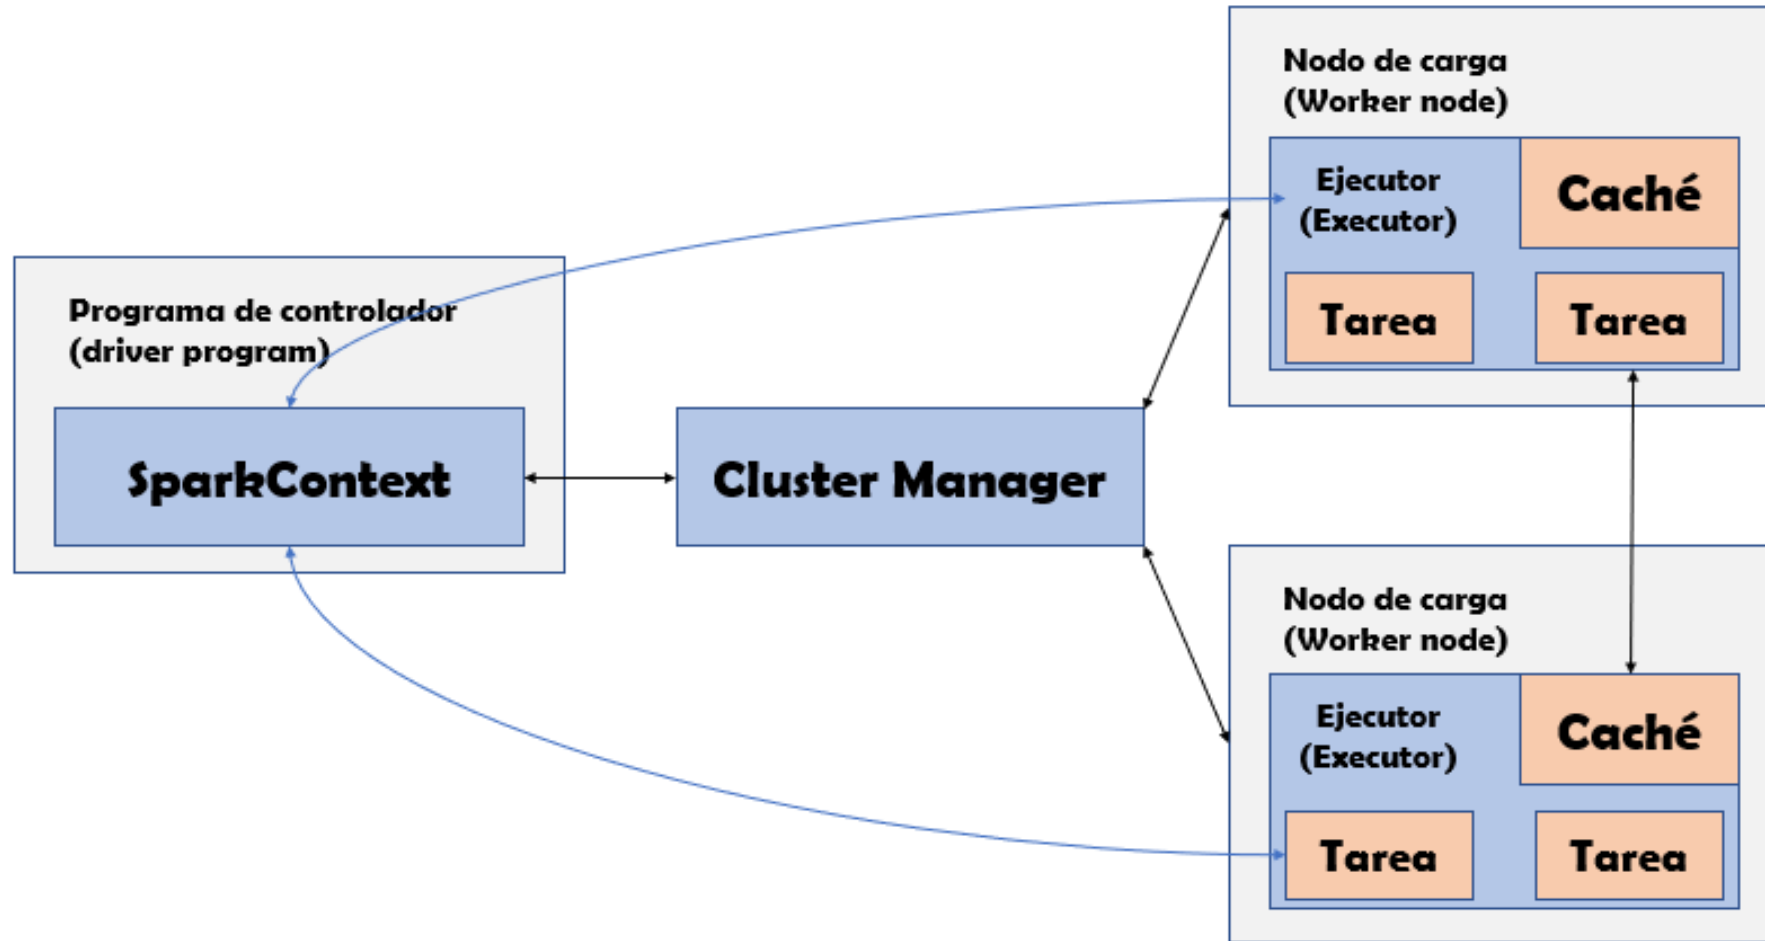 Programa de controlador
(driver program)
SparkContext
Cluster Manager
Nodo de carga
(Worker node)
Ejecutor
(Executor)
Caché
Tarea
Tarea
Nodo de carga
(Worker node)
Ejecutor
(Executor)
Caché
Tarea
Tarea